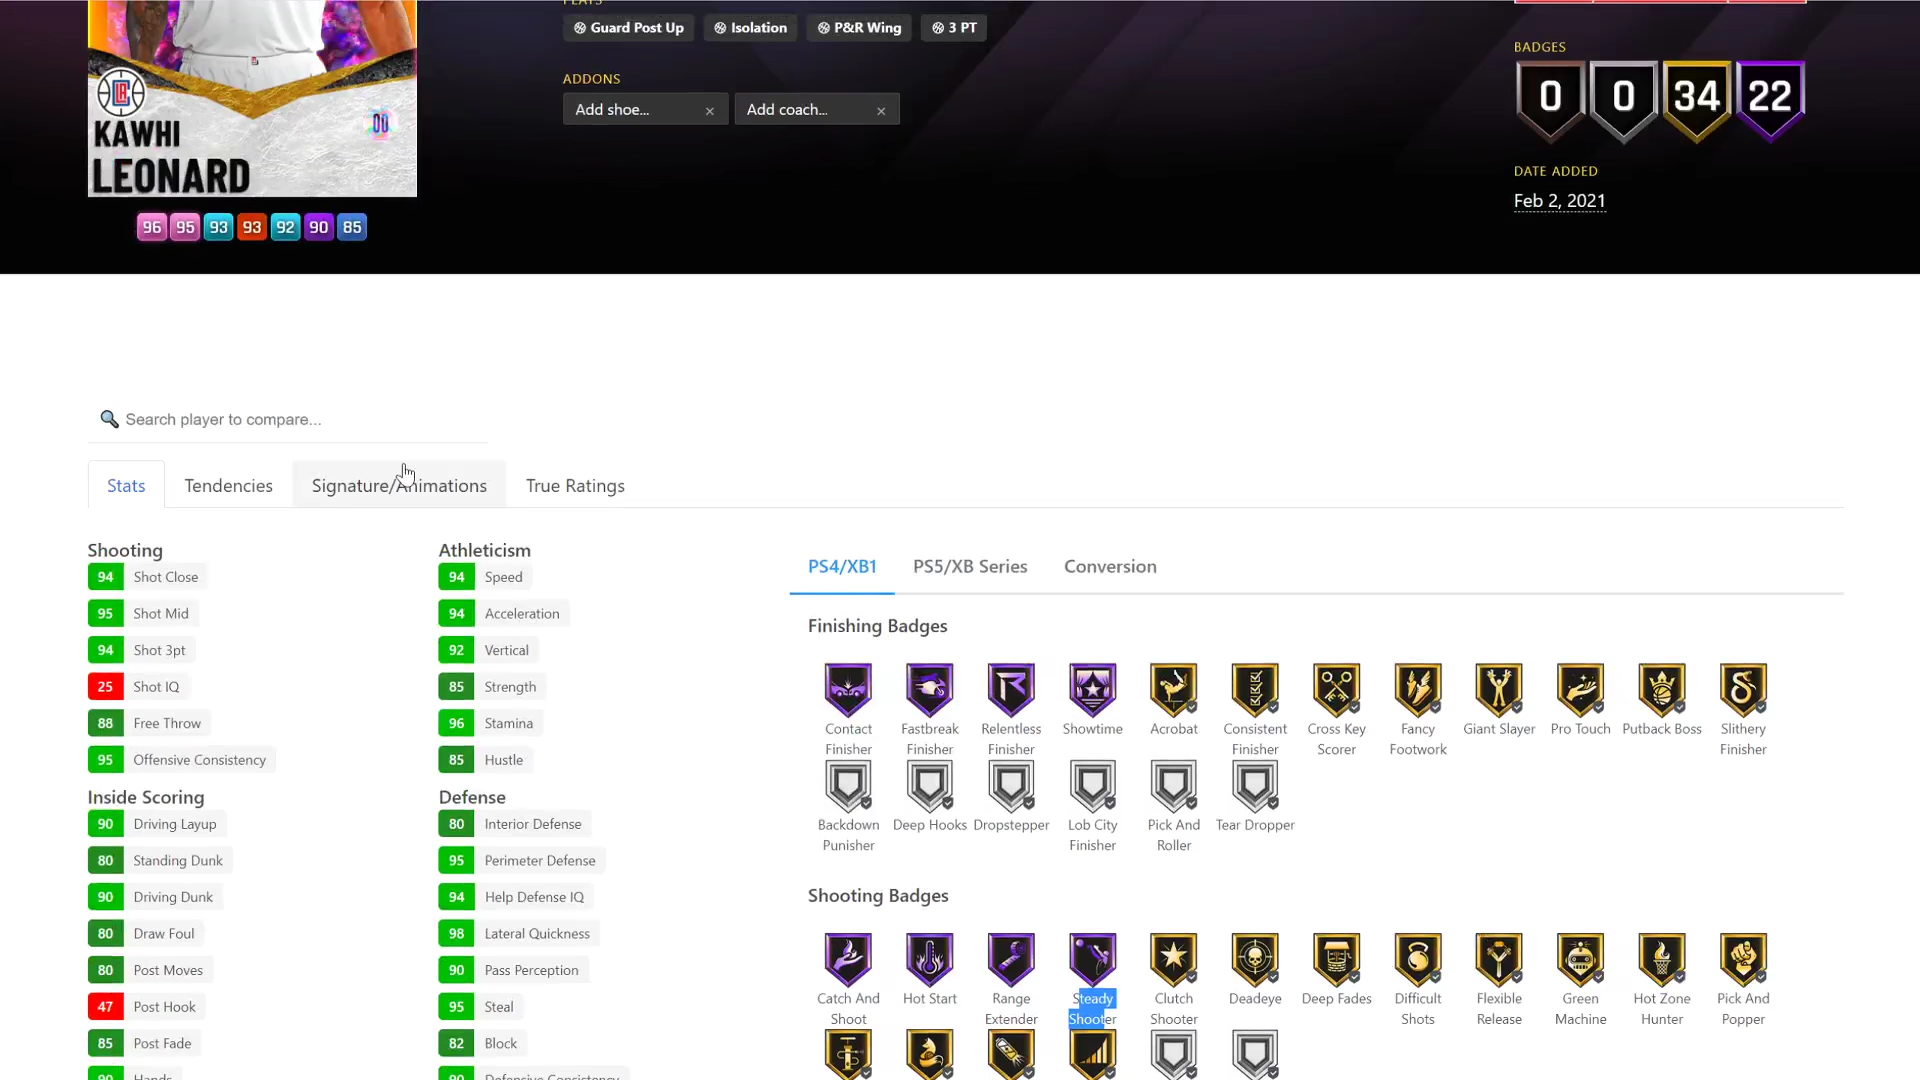 PLAYS
Guard Post Up Isolation P&R Wing 3 PT
ADDONS
Add shoe... × Add coach... ×
KAWHI
LEONARD
96 95 93 93 92 90 85
BADGES
0 0 34 22
DATE ADDED
Feb 2, 2021
Search player to compare...
Stats Tendencies Signature/Animations True Ratings
Shooting
94 Shot Close
95 Shot Mid
94 Shot 3pt
25 Shot IQ
88 Free Throw
95 Offensive Consistency
Inside Scoring
90 Driving Layup
80 Standing Dunk
90 Driving Dunk
80 Draw Foul
80 Post Moves
47 Post Hook
85 Post Fade
90 Hands
Athleticism
94 Speed
94 Acceleration
92 Vertical
85 Strength
96 Stamina
85 Hustle
Defense
80 Interior Defense
95 Perimeter Defense
94 Help Defense IQ
98 Lateral Quickness
90 Pass Perception
95 Steal
82 Block
90 Defensive Consistency
PS4/XB1 PS5/XB Series Conversion
Finishing Badges
Contact Finisher
Fastbreak Finisher
Relentless Finisher
Showtime
Acrobat
Consistent Finisher
Cross Key Scorer
Fancy Footwork
Giant Slayer
Pro Touch
Putback Boss
Slithery Finisher
Backdown Punisher
Deep Hooks
Dropstepper
Lob City Finisher
Pick And Roller
Tear Dropper
Shooting Badges
Catch And Shoot
Hot Start
Range Extender
Steady Shooter
Clutch Shooter
Deadeye
Deep Fades
Difficult Shots
Flexible Release
Green Machine
Hot Zone Hunter
Pick And Popper